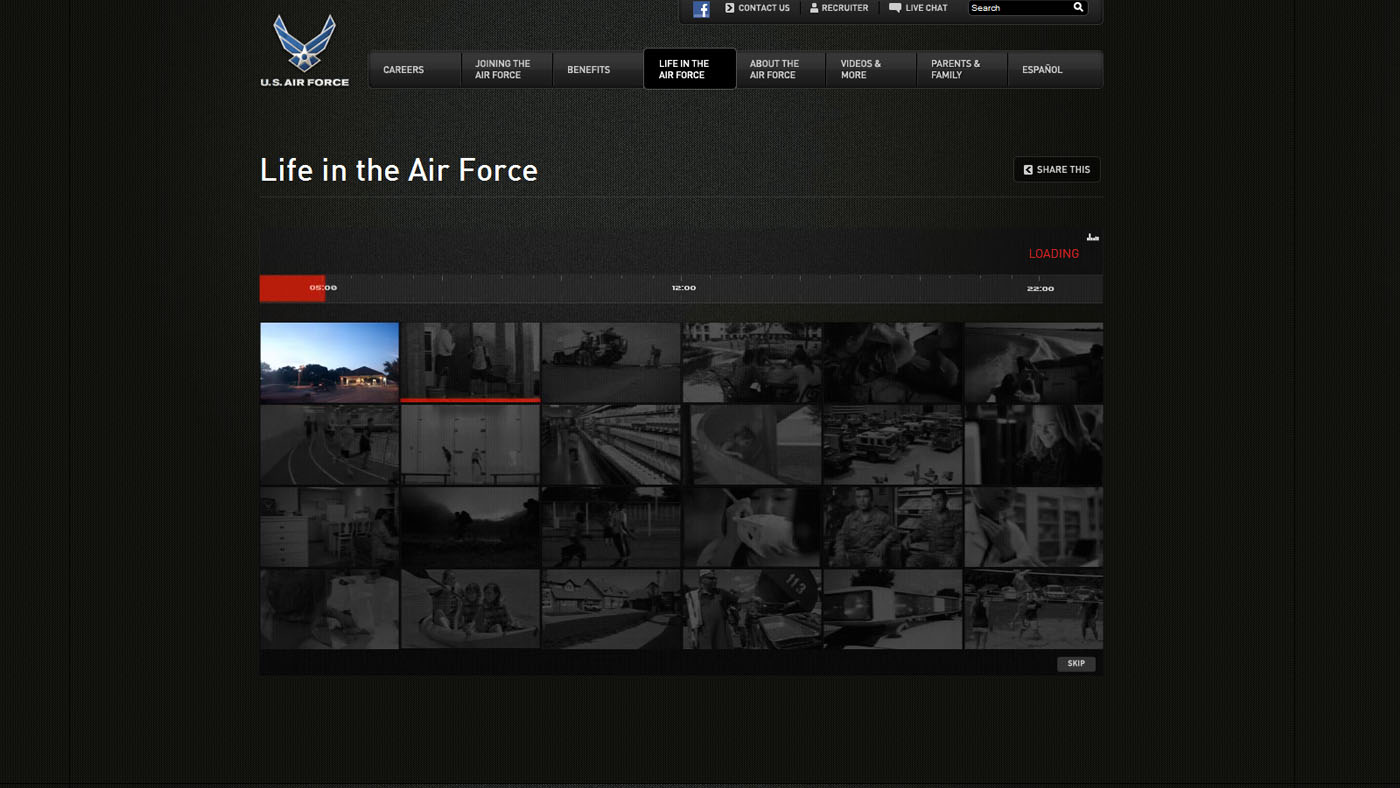 CONTACT US
RECRUITER
LIVE CHAT
Search
U.S. AIR FORCE
CAREERS
JOINING THE
AIR FORCE
BENEFITS
LIFE IN THE
AIR FORCE
ABOUT THE
AIR FORCE
VIDEOS &
MORE
PARENTS &
FAMILY
ESPAÑOL
Life in the Air Force
SHARE THIS
LOADING
05:00
12:00
22:00
113
SKIP